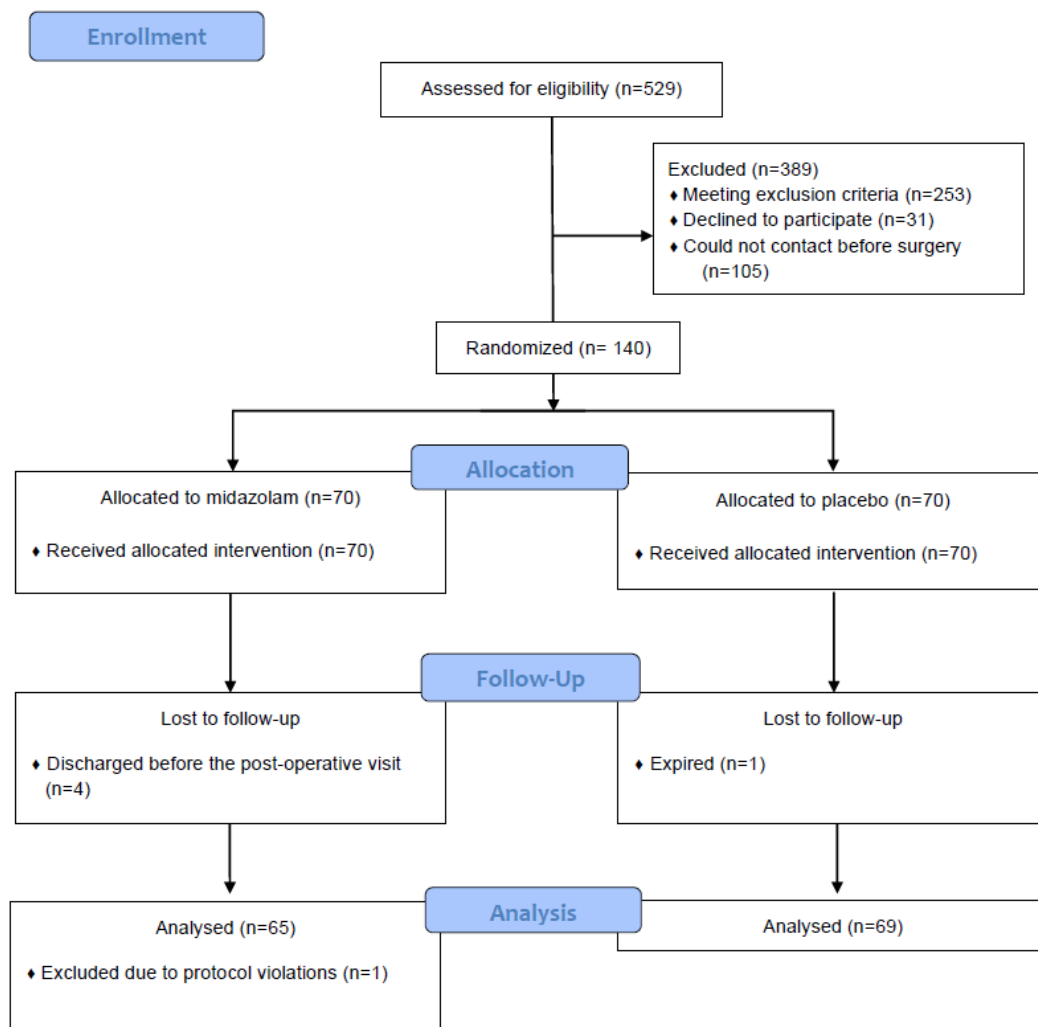 Enrollment
Assessed for eligibility (n=529)
Excluded (n=389)
♦ Meeting exclusion criteria (n=253)
♦ Declined to participate (n=31)
♦ Could not contact before surgery
(n=105)
Randomized (n= 140)
Allocation
Allocated to midazolam (n=70)
♦ Received allocated intervention (n=70)
Allocated to placebo (n=70)
♦ Received allocated intervention (n=70)
Follow-Up
Lost to follow-up
♦ Discharged before the post-operative visit
(n=4)
Lost to follow-up
♦ Expired (n=1)
Analysis
Analysed (n=65)
♦ Excluded due to protocol violations (n=1)
Analysed (n=69)